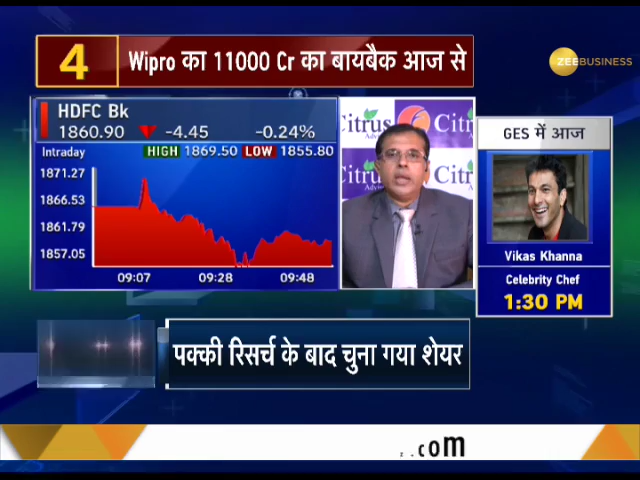 4
Wipro का 11000 Cr का बायबैक आज से
ZEEBUSINESS
HDFC Bk
1860.90 -4.45 -0.24%
Intraday HIGH 1869.50 LOW 1855.80
1871.27
1866.53
1861.79
1857.05
09:07 09:28 09:48
Citrus
Citrus
Citrus
GES में आज
Vikas Khanna
Celebrity Chef
1:30 PM
पक्की रिसर्च के बाद चुना गया शेयर
.com